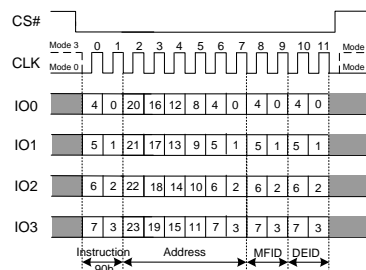 CS#
Mode 3 0 1 2 3 4 5 6 7 8 9 10 11 Mode
CLK
Mode 0 Mode
IO0 4 0 20 16 12 8 4 0 4 0 4 0
IO1 5 1 21 17 13 9 5 1 5 1 5 1
IO2 6 2 22 18 14 10 6 2 6 2 6 2
IO3 7 3 23 19 15 11 7 3 7 3 7 3
Instruction Address MFID DEID
90h